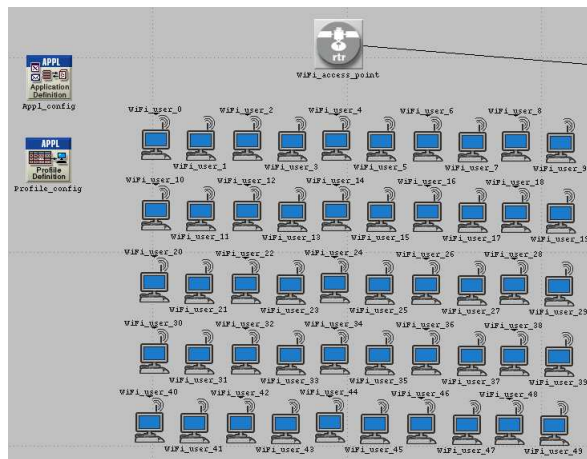 rtr
WiFi_access_point
APPL
Application
Definition
Appl_config
APPL
Profile
Definition
Profile_config
WiFi_user_0 WiFi_user_2 WiFi_user_4 WiFi_user_6 WiFi_user_8
WiFi_user_1 WiFi_user_3 WiFi_user_5 WiFi_user_7 WiFi_user_9
WiFi_user_10 WiFi_user_12 WiFi_user_14 WiFi_user_16 WiFi_user_18
WiFi_user_11 WiFi_user_13 WiFi_user_15 WiFi_user_17 WiFi_user_19
WiFi_user_20 WiFi_user_22 WiFi_user_24 WiFi_user_26 WiFi_user_28
WiFi_user_21 WiFi_user_23 WiFi_user_25 WiFi_user_27 WiFi_user_29
WiFi_user_30 WiFi_user_32 WiFi_user_34 WiFi_user_36 WiFi_user_38
WiFi_user_31 WiFi_user_33 WiFi_user_35 WiFi_user_37 WiFi_user_39
WiFi_user_40 WiFi_user_42 WiFi_user_44 WiFi_user_46 WiFi_user_48
WiFi_user_41 WiFi_user_43 WiFi_user_45 WiFi_user_47 WiFi_user_49